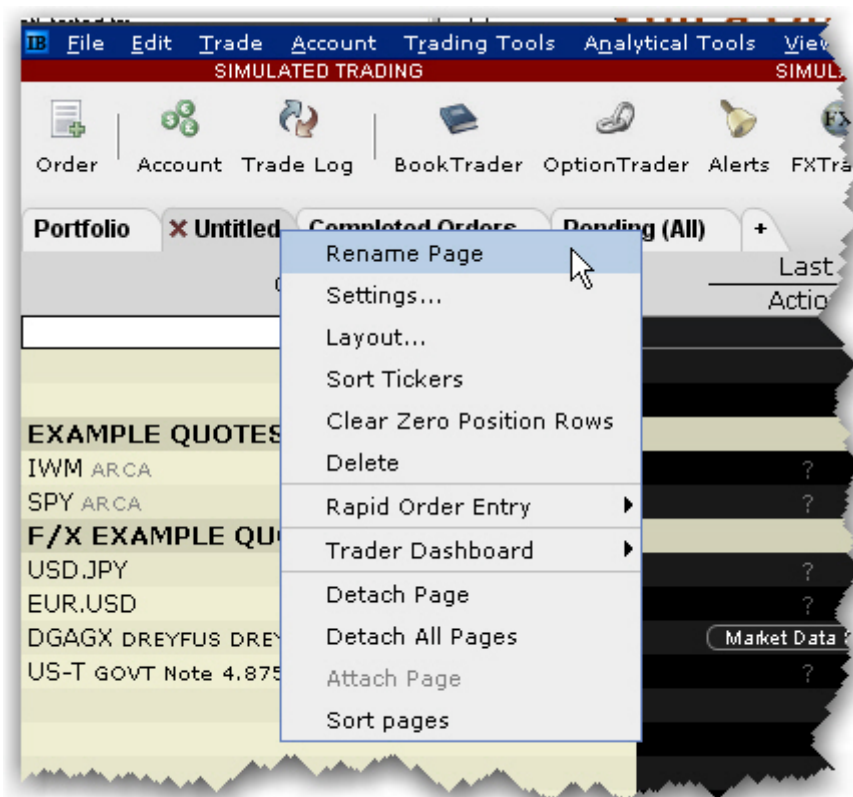 IB File Edit Trade Account Trading Tools Analytical Tools View
SIMULATED TRADING
Order Account Trade Log BookTrader OptionTrader Alerts
Portfolio Untitled Completed Orders Pending (All) +
Last
Rename Page
Settings...
Layout...
Sort Tickers
Clear Zero Position Rows
Delete
Rapid Order Entry
Trader Dashboard
Detach Page
Detach All Pages
Attach Page
Sort pages
EXAMPLE QUOTES
IWM ARCA ?
SPY ARCA ?
F/X EXAMPLE
USD.JPY ?
EUR.USD ?
DGAGX DREYFUS Market Data
US-T GOVT Note 4.875 ?